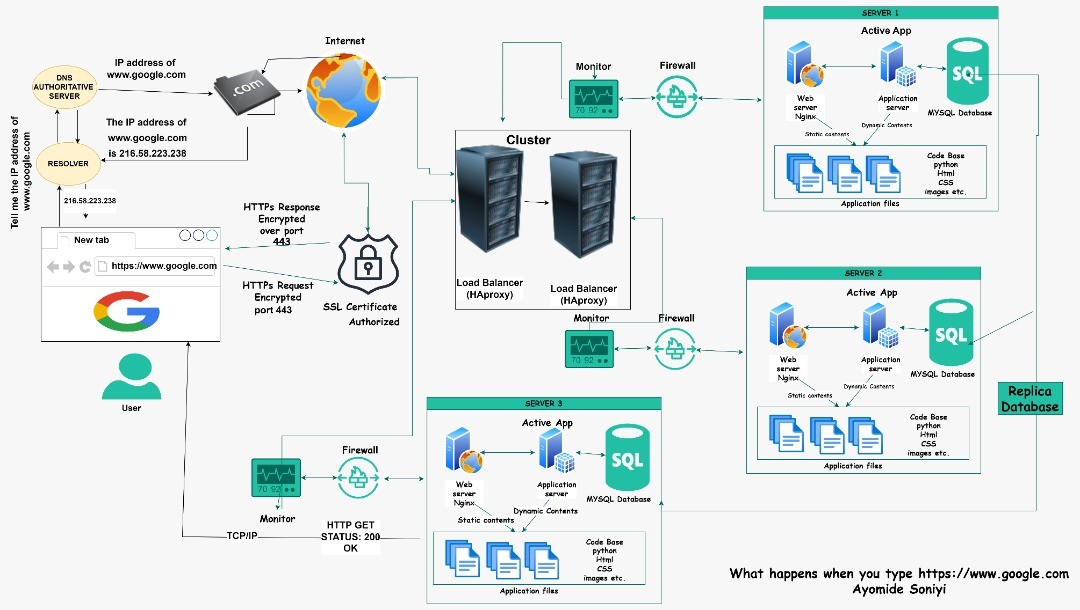 Internet
IP address of
www.google.com
DNS
AUTHORITATIVE
SERVER
.com
The IP address of
www.google.com
is 216.58.223.238
RESOLVER
Tell me the IP address of
www.google.com
216.58.223.238
New tab
https://www.google.com
User
HTTPs Response
Encrypted
over port
443
HTTPs Request
Encrypted
port 443
SSL Certificate
Authorized
Cluster
Load Balancer
(HAproxy)
Load Balancer
(HAproxy)
Monitor
70 92
Firewall
SERVER 1
Active App
Web
server
Nginx
Application
server
SQL
MYSQL Database
Static contents
Dynamic Contents
Code Base
python
Html
CSS
images etc.
Application files
Monitor
70 92
Firewall
SERVER 2
Active App
Web
server
Nginx
Application
server
SQL
MYSQL Database
Static contents
Dynamic Contents
Code Base
python
Html
CSS
images etc.
Application files
Replica
Database
70 92
Monitor
Firewall
SERVER 3
Active App
Web
server
Nginx
Application
server
SQL
MYSQL Database
Static contents
Dynamic Contents
Code Base
python
Html
CSS
images etc.
Application files
TCP/IP
HTTP GET
STATUS: 200
OK
What happens when you type https://www.google.com
Ayomide Soniyi